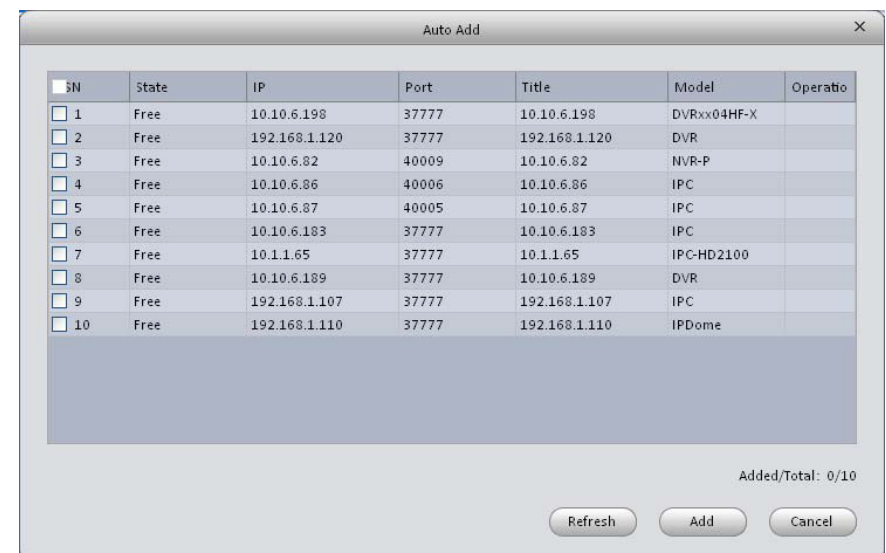 Auto Add
SN State IP Port Title Model Operatio
1 Free 10.10.6.198 37777 10.10.6.198 DVRxx04HF-X
2 Free 192.168.1.120 37777 192.168.1.120 DVR
3 Free 10.10.6.82 40009 10.10.6.82 NVR-P
4 Free 10.10.6.86 40006 10.10.6.86 IPC
5 Free 10.10.6.87 40005 10.10.6.87 IPC
6 Free 10.10.6.183 37777 10.10.6.183 IPC
7 Free 10.1.1.65 37777 10.1.1.65 IPC-HD2100
8 Free 10.10.6.189 37777 10.10.6.189 DVR
9 Free 192.168.1.107 37777 192.168.1.107 IPC
10 Free 192.168.1.110 37777 192.168.1.110 IPDome
Added/Total: 0/10
Refresh Add Cancel